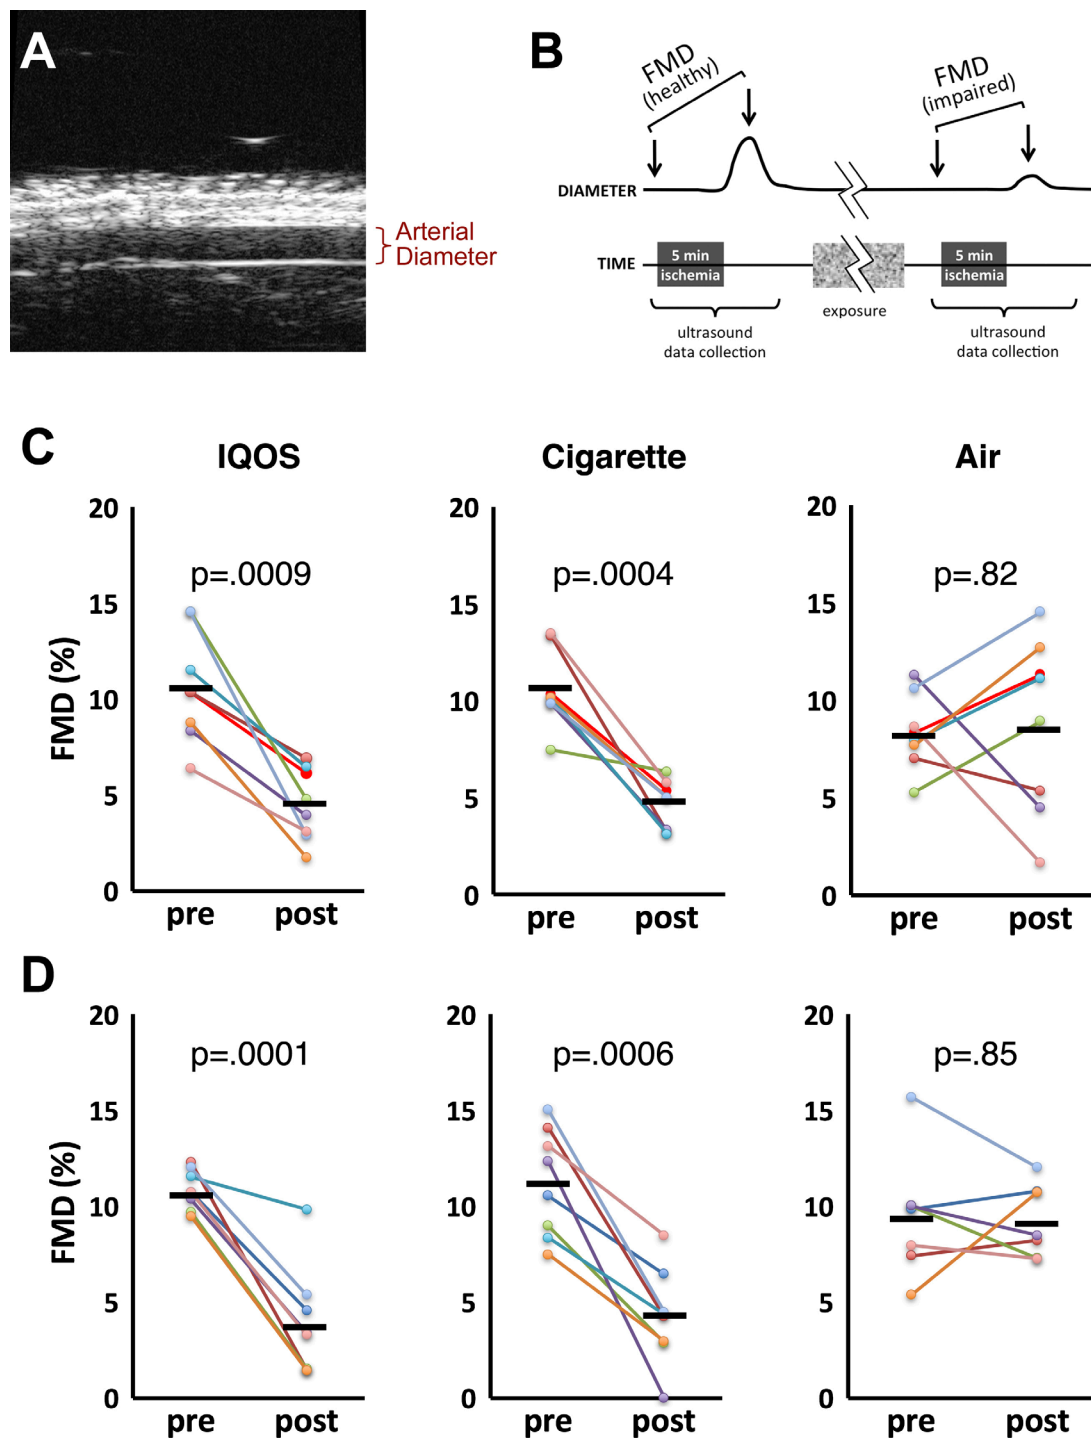 A
Arterial
Diameter
B
FMD
(healthy)
FMD
(impaired)
DIAMETER
TIME
5 min
ischemia
5 min
ischemia
exposure
ultrasound
data collection
ultrasound
data collection
C
IQOS
Cigarette
Air
FMD (%)
20
15
10
5
0
p=.0009
pre
post
20
15
10
5
0
p=.0004
pre
post
20
15
10
5
0
p=.82
pre
post
D
FMD (%)
20
15
10
5
0
p=.0001
pre
post
20
15
10
5
0
p=.0006
pre
post
20
15
10
5
0
p=.85
pre
post